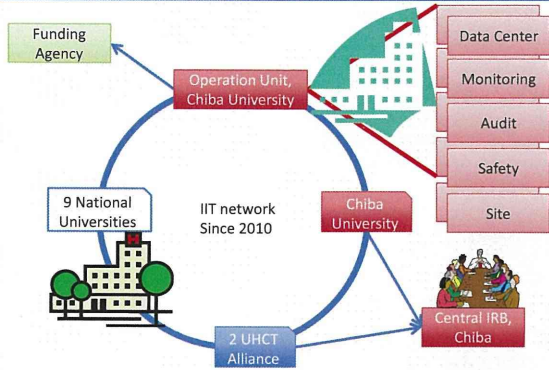 Funding
Agency
Operation Unit,
Chiba University
Data Center
Monitoring
Audit
Safety
Site
9 National
Universities
H
IIT network
Since 2010
Chiba
University
2 UHCT
Alliance
Central IRB,
Chiba